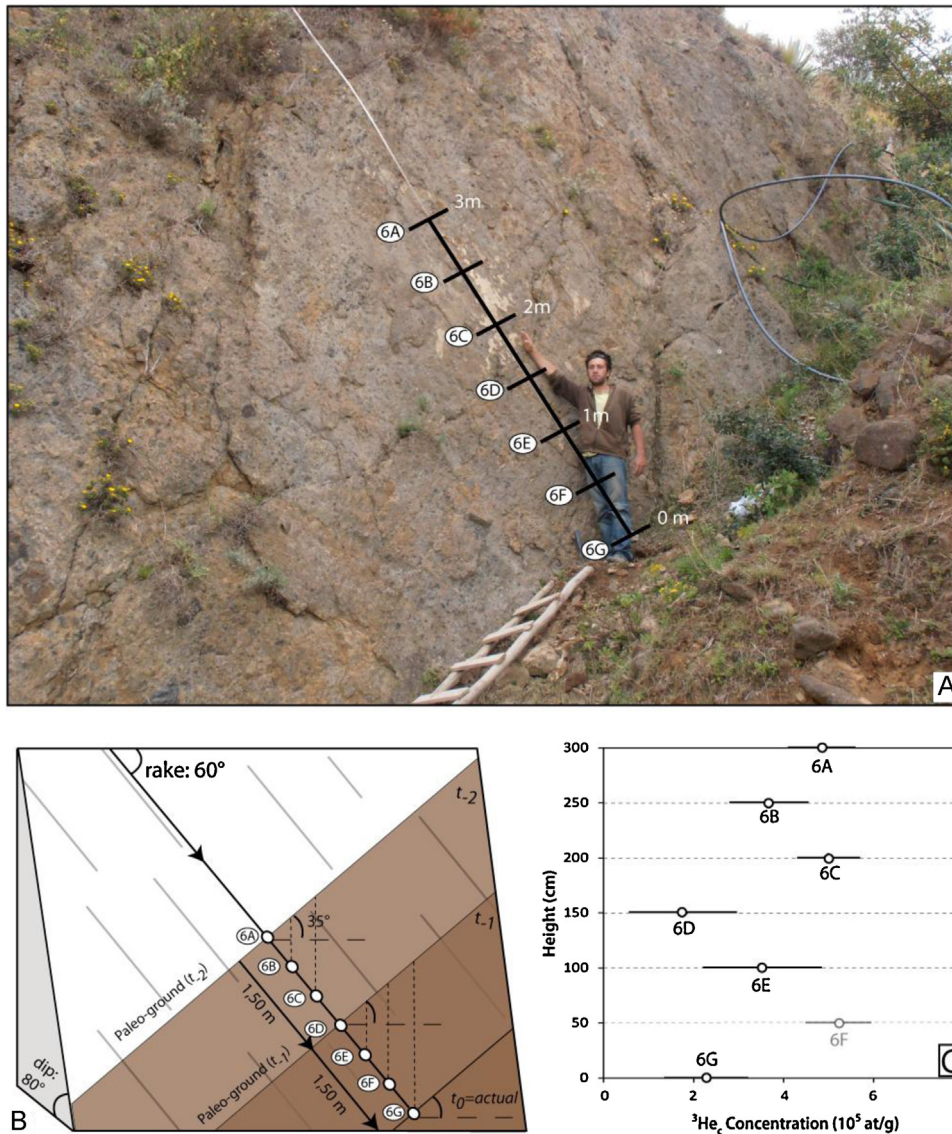 3m
6A
6B
2m
6C
6D
1m
6E
6F
0 m
6G
A
rake: 60°
t-2
t-1
35°
6A
6B
6C
6D
6E
6F
6G
Paleo-ground (t-2)
1,50 m
Paleo-ground (t-1)
1,50 m
t0=actual
dip:
80°
B
300
250
200
150
100
50
0
Height (cm)
6A
6B
6C
6D
6E
6F
6G
0
2
4
6
³Hec Concentration (10⁵ at/g)